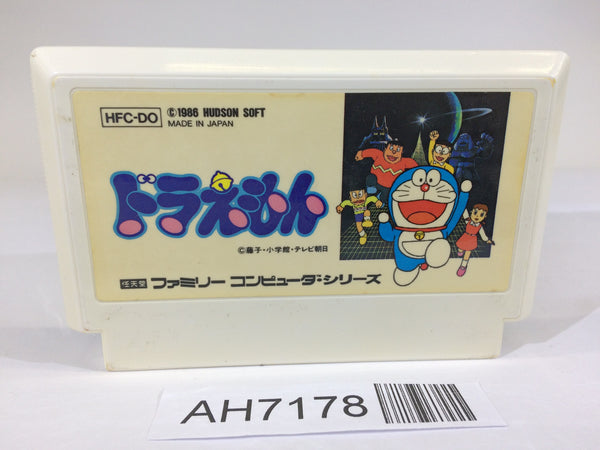 HFC-DO
©1986 HUDSON SOFT
MADE IN JAPAN
ドラえもん
©藤子・小学館・テレビ朝日
任天堂 ファミリー コンピュータ・シリーズ
AH7178